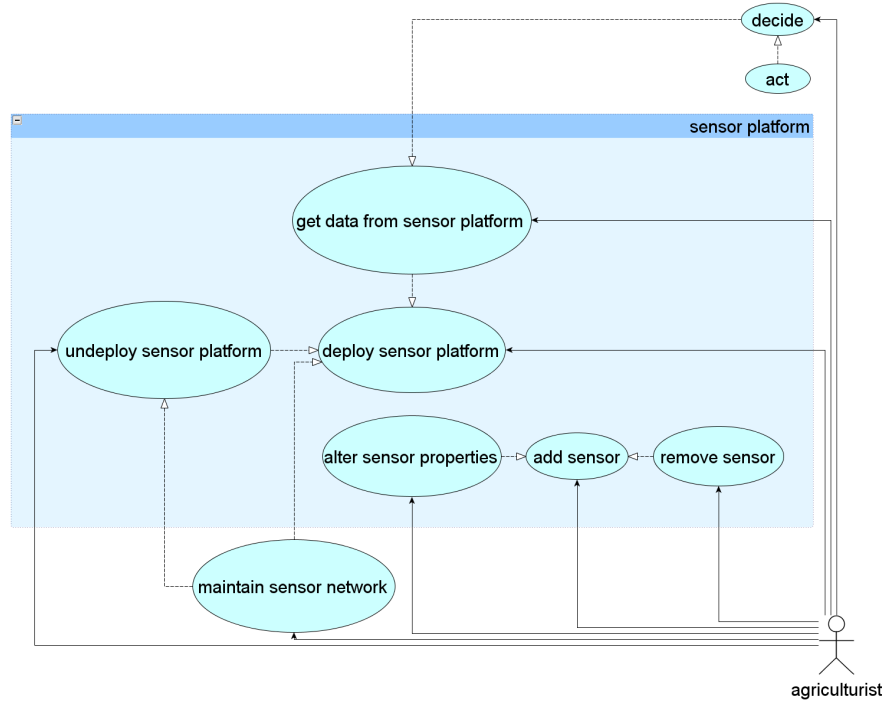 decide
act
sensor platform
get data from sensor platform
undeploy sensor platform
deploy sensor platform
alter sensor properties
add sensor
remove sensor
maintain sensor network
agriculturist